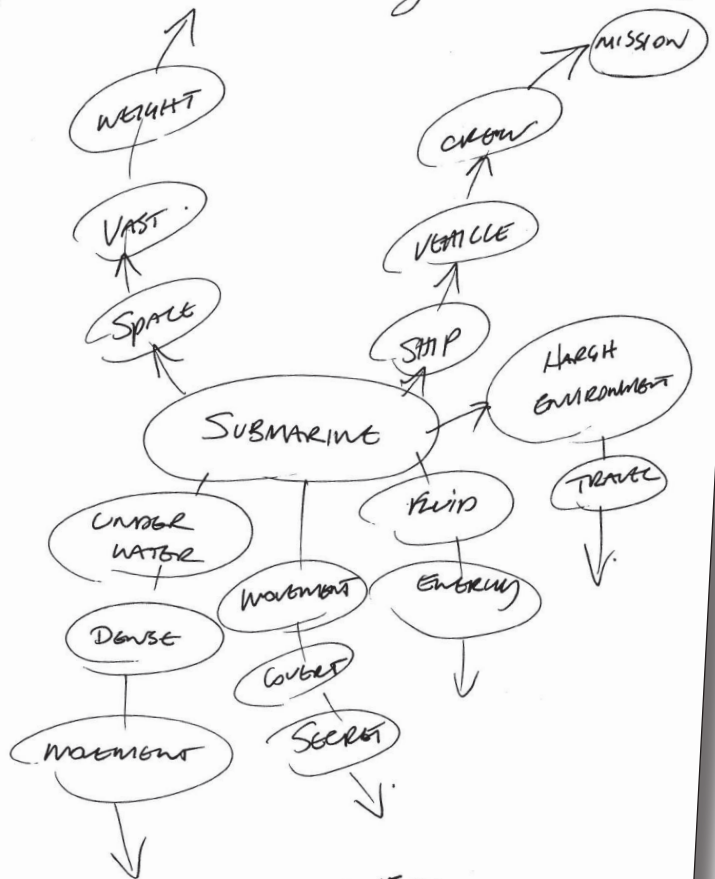 MISSION
WEIGHT
CREW
VAST.
VEHICLE
SPACE
SHIP
HARSH
ENVIRONMENT
SUBMARINE
TRAVEL
FLUID
UNDER
WATER
ENERGY
MOVEMENT
DENSE
COVERT
SECRET
MOVEMENT